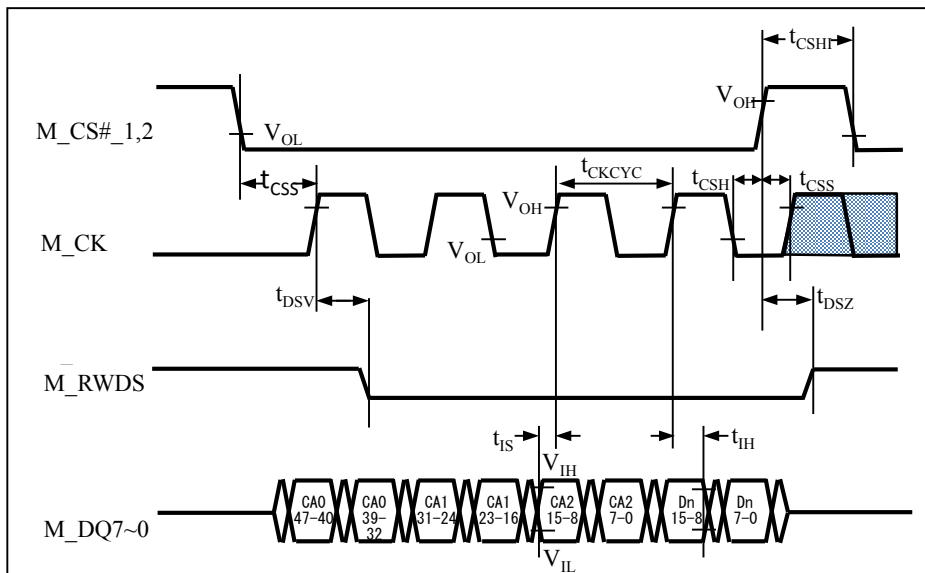 tCSHI
VOH
M_CS#_1,2
VOL
tCSS
tCKCYC
tCSH
tCSS
VOH
M_CK
VOL
tDSV
tDSZ
M_RWDS
tIS
tIH
VIH
CA0 47-40
CA0 39-32
CA1 31-24
CA1 23-16
CA2 15-8
CA2 7-0
Dn 15-8
Dn 7-0
M_DQ7~0
VIL